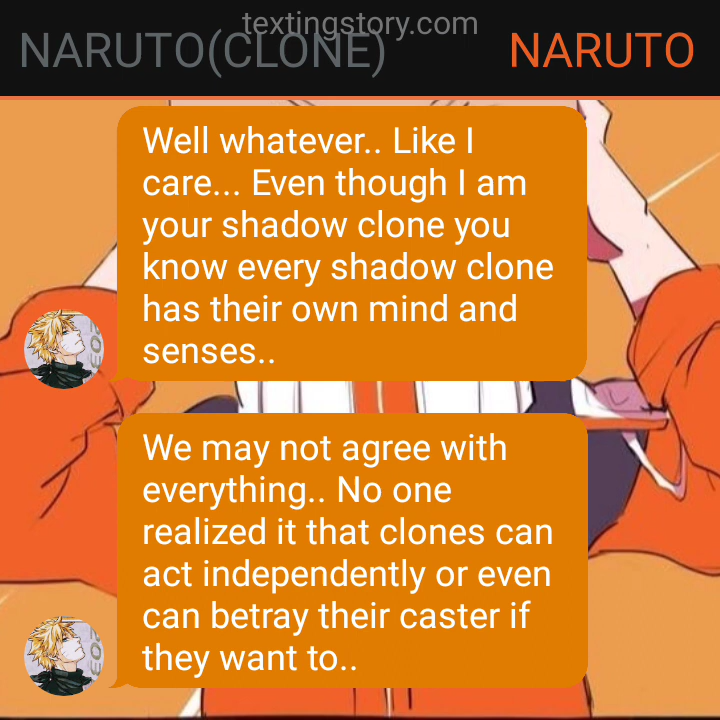 textingstory.com
NARUTO(CLONE)
NARUTO
Well whatever.. Like I
care... Even though I am
your shadow clone you
know every shadow clone
has their own mind and
senses..
We may not agree with
everything.. No one
realized it that clones can
act independently or even
can betray their caster if
they want to..